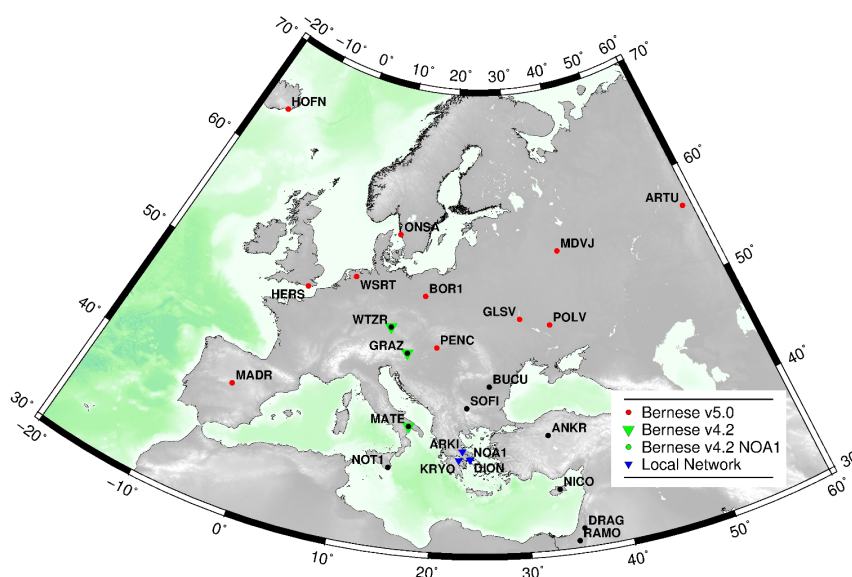 70˚
-20˚
-10˚
0˚
10˚
20˚
30˚
40˚
50˚
60˚
70˚
HOFN
60˚
60˚
ARTU
50˚
ONSA
MDVJ
50˚
HERS
WSRT
BOR1
40˚
WTZR
GLSV
POLV
GRAZ
PENC
40˚
MADR
BUCU
SOFI
30˚
-20˚
MATE
ANKR
ARKI
NOA1
NOT1
KRYO
DION
NICO
DRAG
RAMO
Bernese v5.0
Bernese v4.2
Bernese v4.2 NOA1
Local Network
30
60˚
-10˚
0˚
10˚
20˚
30˚
40˚
50˚